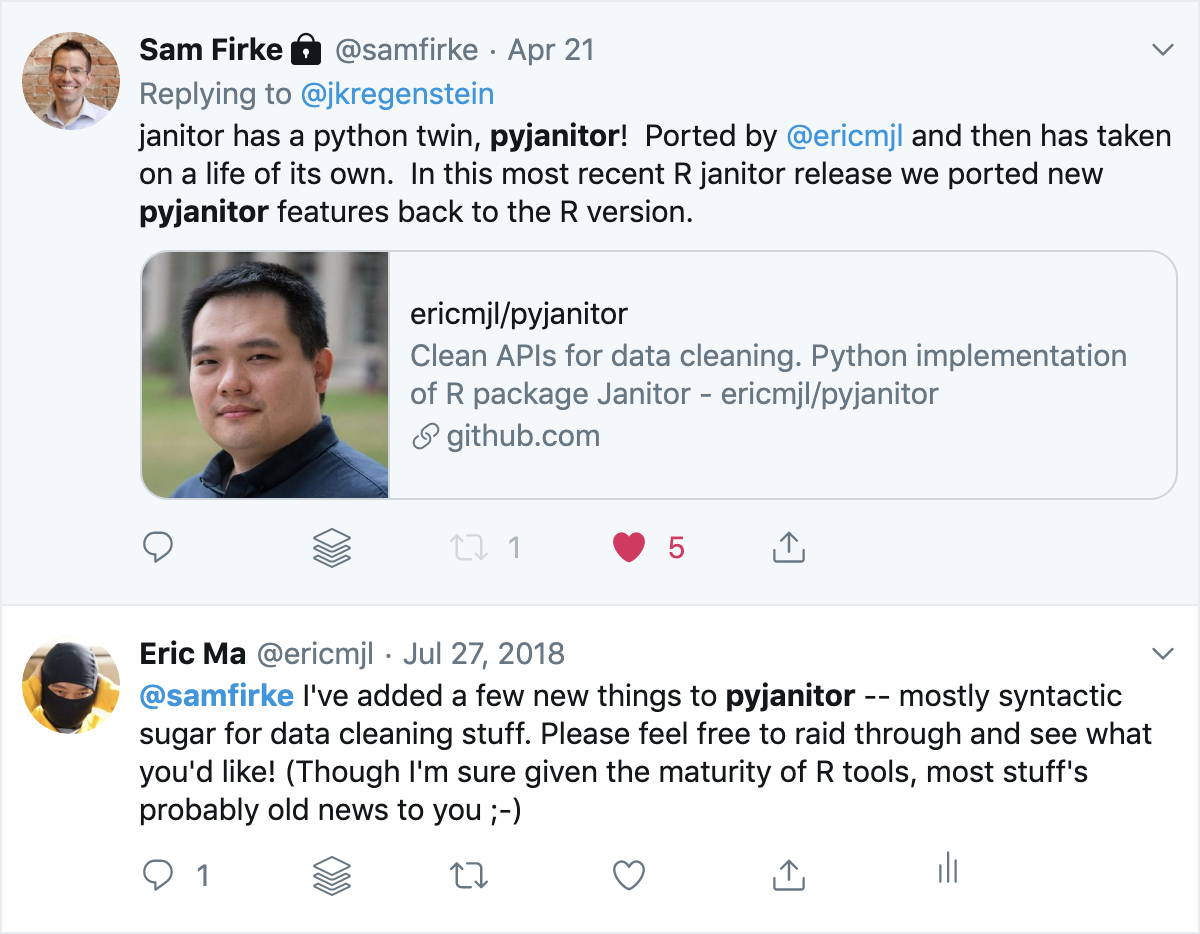 Sam Firke🔒 @samfirke · Apr 21
Replying to @jkregenstein
janitor has a python twin, pyjanitor!  Ported by @ericmjl and then has taken
on a life of its own.  In this most recent R janitor release we ported new
pyjanitor features back to the R version.
ericmjl/pyjanitor
Clean APIs for data cleaning. Python implementation
of R package Janitor - ericmjl/pyjanitor
github.com
1 5
Eric Ma @ericmjl · Jul 27, 2018
@samfirke I've added a few new things to pyjanitor -- mostly syntactic
sugar for data cleaning stuff. Please feel free to raid through and see what
you'd like! (Though I'm sure given the maturity of R tools, most stuff's
probably old news to you ;-)
1